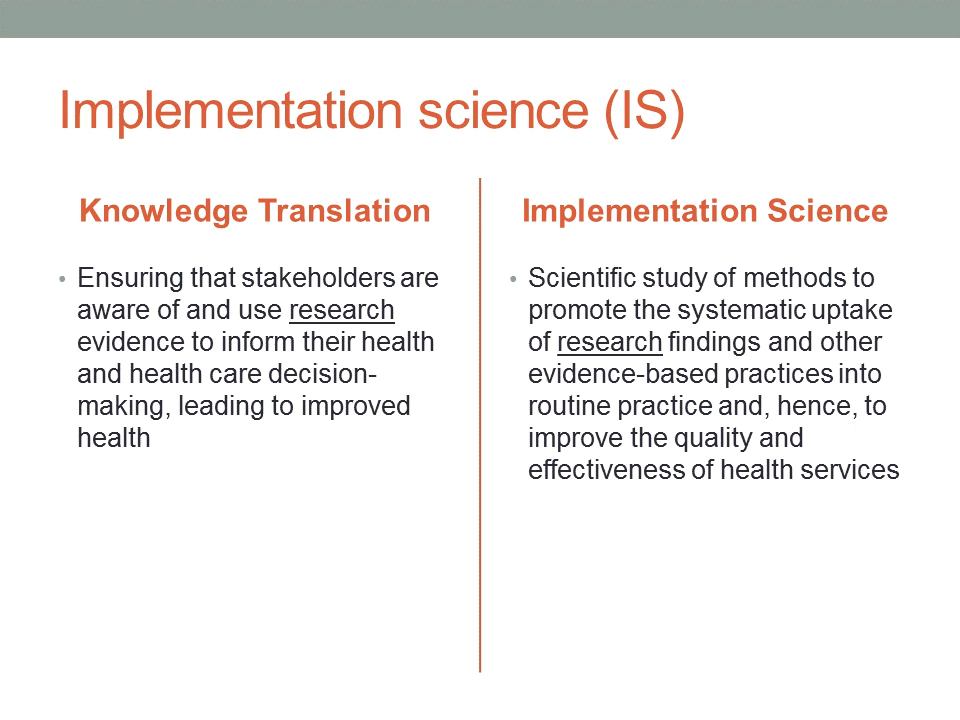 Implementation science (IS)
Knowledge Translation
• Ensuring that stakeholders are
aware of and use research
evidence to inform their health
and health care decision-
making, leading to improved
health
Implementation Science
• Scientific study of methods to
promote the systematic uptake
of research findings and other
evidence-based practices into
routine practice and, hence, to
improve the quality and
effectiveness of health services